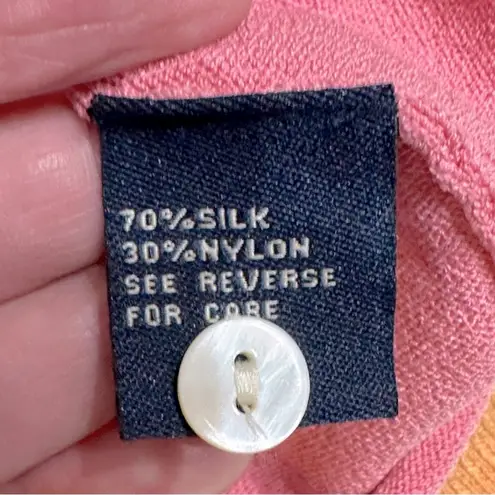 70%SILK
30%NYLON
SEE REVERSE
FOR CARE